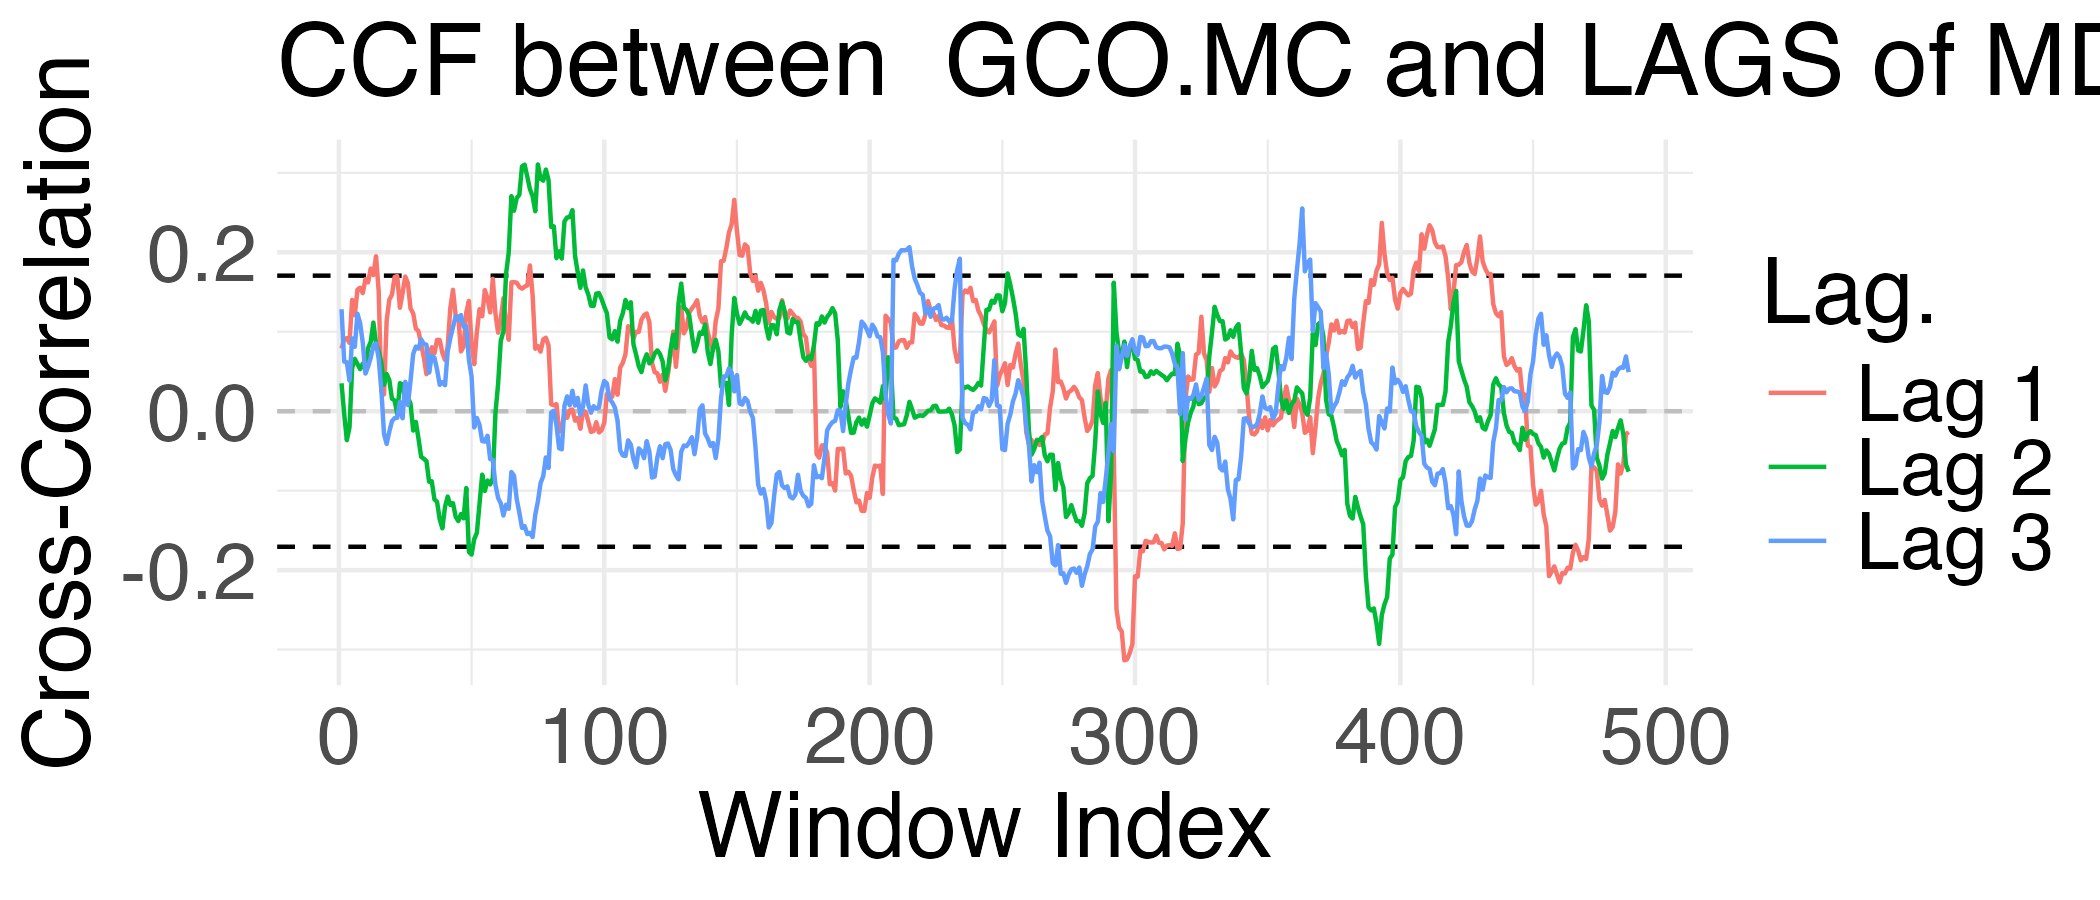 CCF between  GCO.MC and LAGS of
Cross-Correlation
0.2
0.0
-0.2
0 100 200 300 400 500
Window Index
Lag.
Lag 1
Lag 2
Lag 3